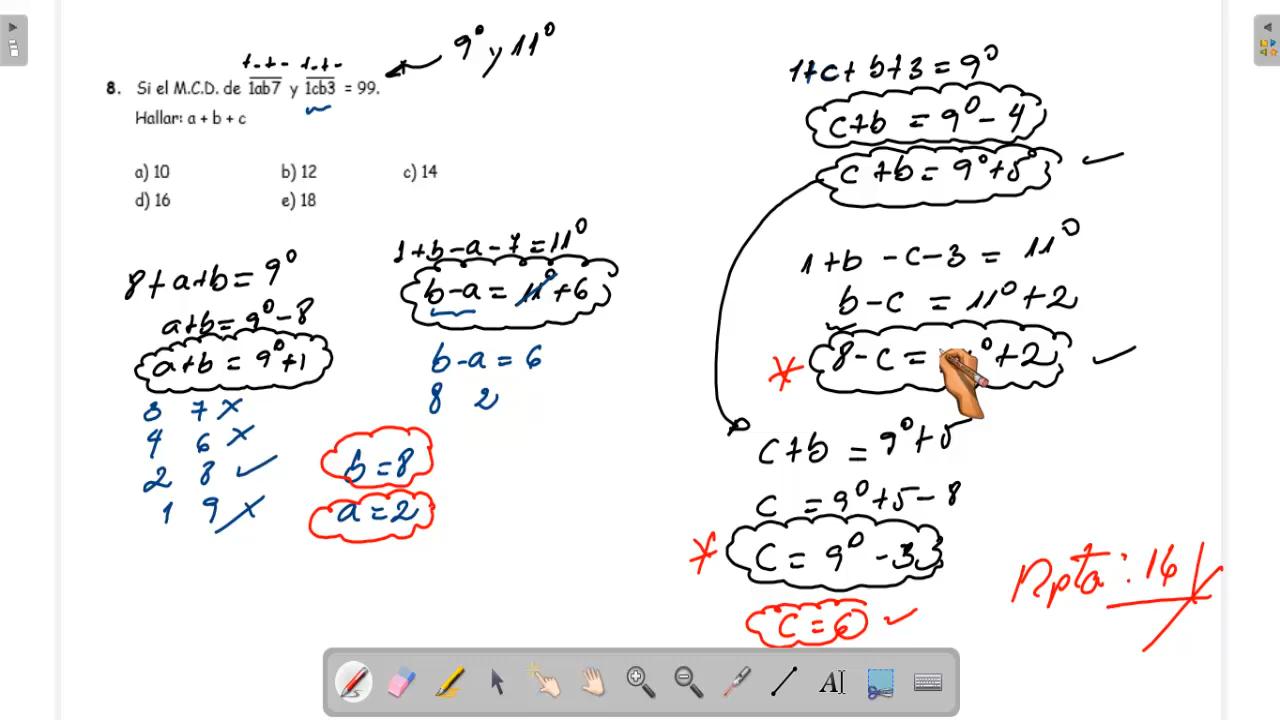 9° y 11°
+-+- +-+-
8. Si el M.C.D. de 1ab7 y 1cb3 = 99.
Hallar: a + b + c
a) 10 b) 12 c) 14
d) 16 e) 18
8+a+b = 9°
a+b = 9°-8
a+b = 9°+1
3 7 x
4 6 x
2 8 ✓
1 9 x
1+b-a-7 = 11°
b-a = 11°+6
b-a = 6
8 2
b = 8
a = 2
1+c+b+3 = 9°
c+b = 9°-4
c+b = 9°+5 ✓
1+b-c-3 = 11°
b-c = 11°+2
* 8-c = °+2 ✓
c+b = 9°+5
c = 9°+5-8
* c = 9°-3
c = 6 ✓
Rpta: 16
AI